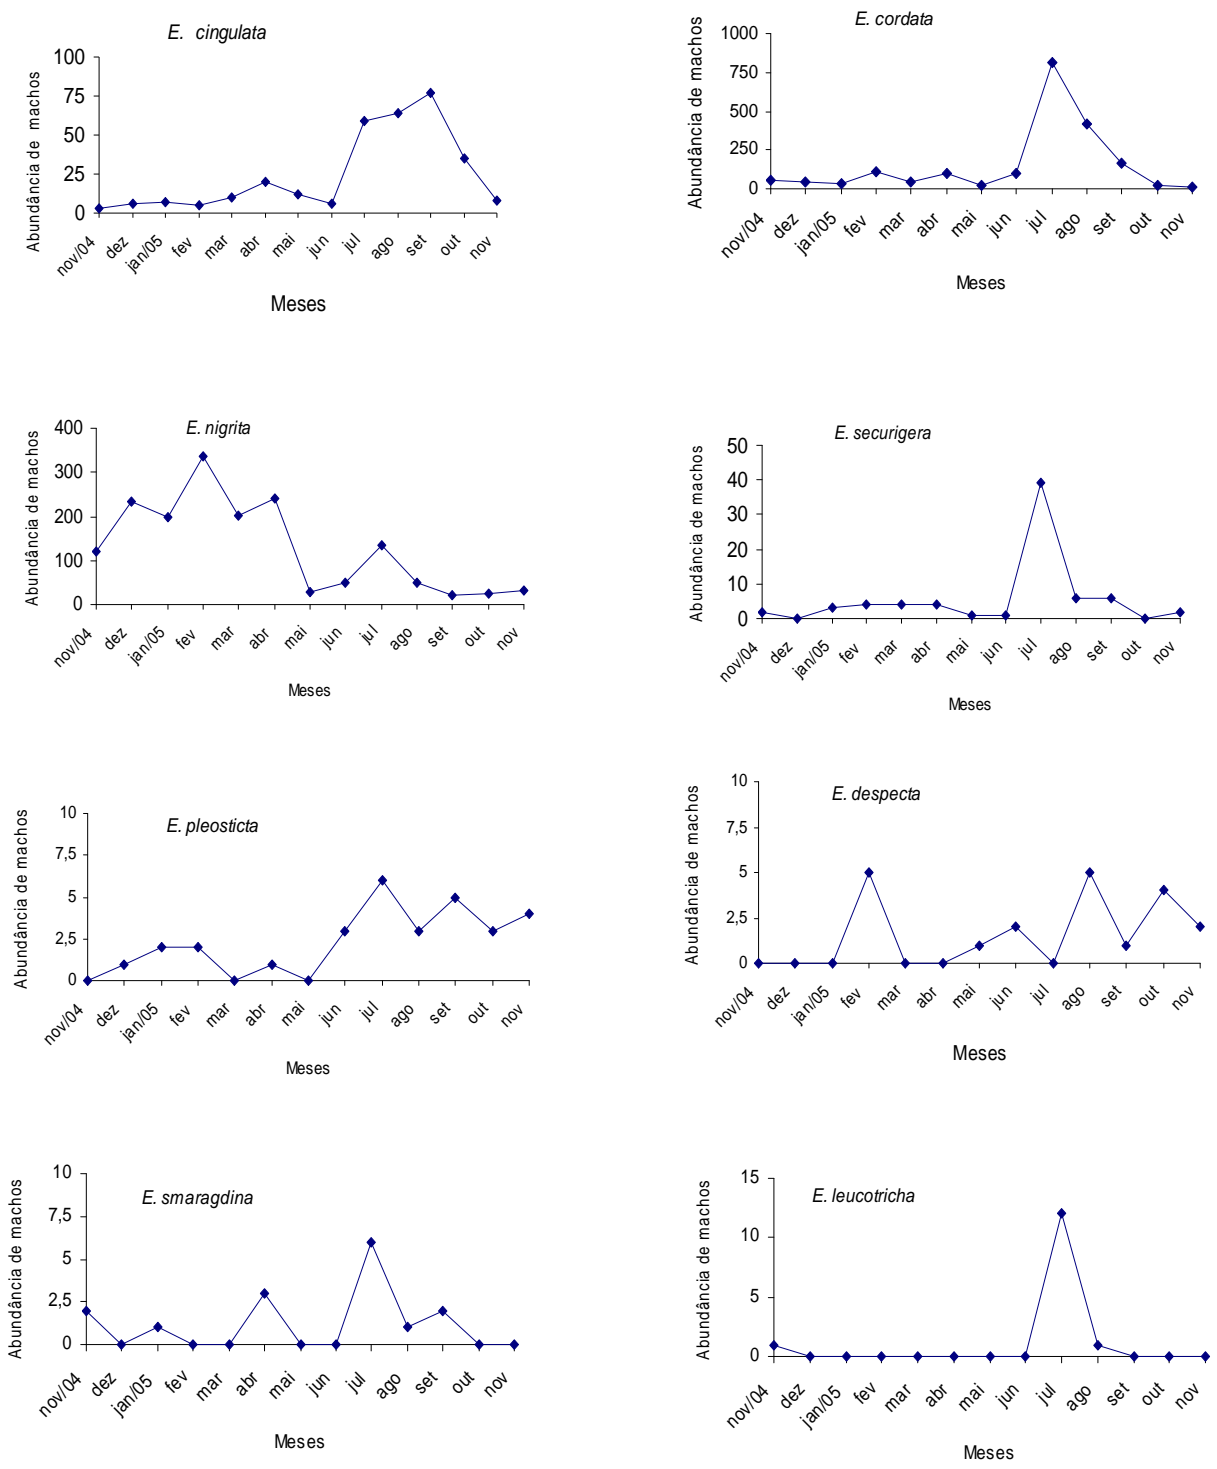 E. cingulata
Abundância de machos
100
75
50
25
0
nov/04 dez jan/05 fev mar abr mai jun jul ago set out nov
Meses
E. cordata
Abundância de machos
1000
750
500
250
0
nov/04 dez jan/05 fev mar abr mai jun jul ago set out nov
Meses
E. nigrita
Abundância de machos
400
300
200
100
0
nov/04 dez jan/05 fev mar abr mai jun jul ago set out nov
Meses
E. securigera
Abundância de machos
50
40
30
20
10
0
nov/04 dez jan/05 fev mar abr mai jun jul ago set out nov
Meses
E. pleosticta
Abundância de machos
10
7,5
5
2,5
0
nov/04 dez jan/05 fev mar abr mai jun jul ago set out nov
Meses
E. despecta
Abundância de machos
10
7,5
5
2,5
0
nov/04 dez jan/05 fev mar abr mai jun jul ago set out nov
Meses
E. smaragdina
Abundância de machos
10
7,5
5
2,5
0
nov/04 dez jan/05 fev mar abr mai jun jul ago set out nov
Meses
E. leucotricha
Abundância de machos
15
10
5
0
nov/04 dez jan/05 fev mar abr mai jun jul ago set out nov
Meses